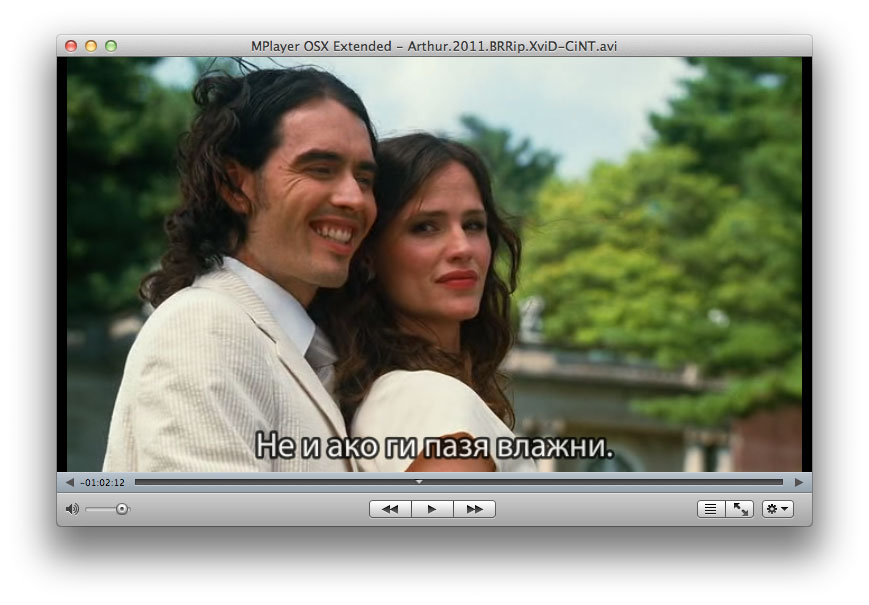 MPlayer OSX Extended – Arthur.2011.BRRip.XviD-CiNT.avi
Не и ако ги пазя влажни.
-01:02:12